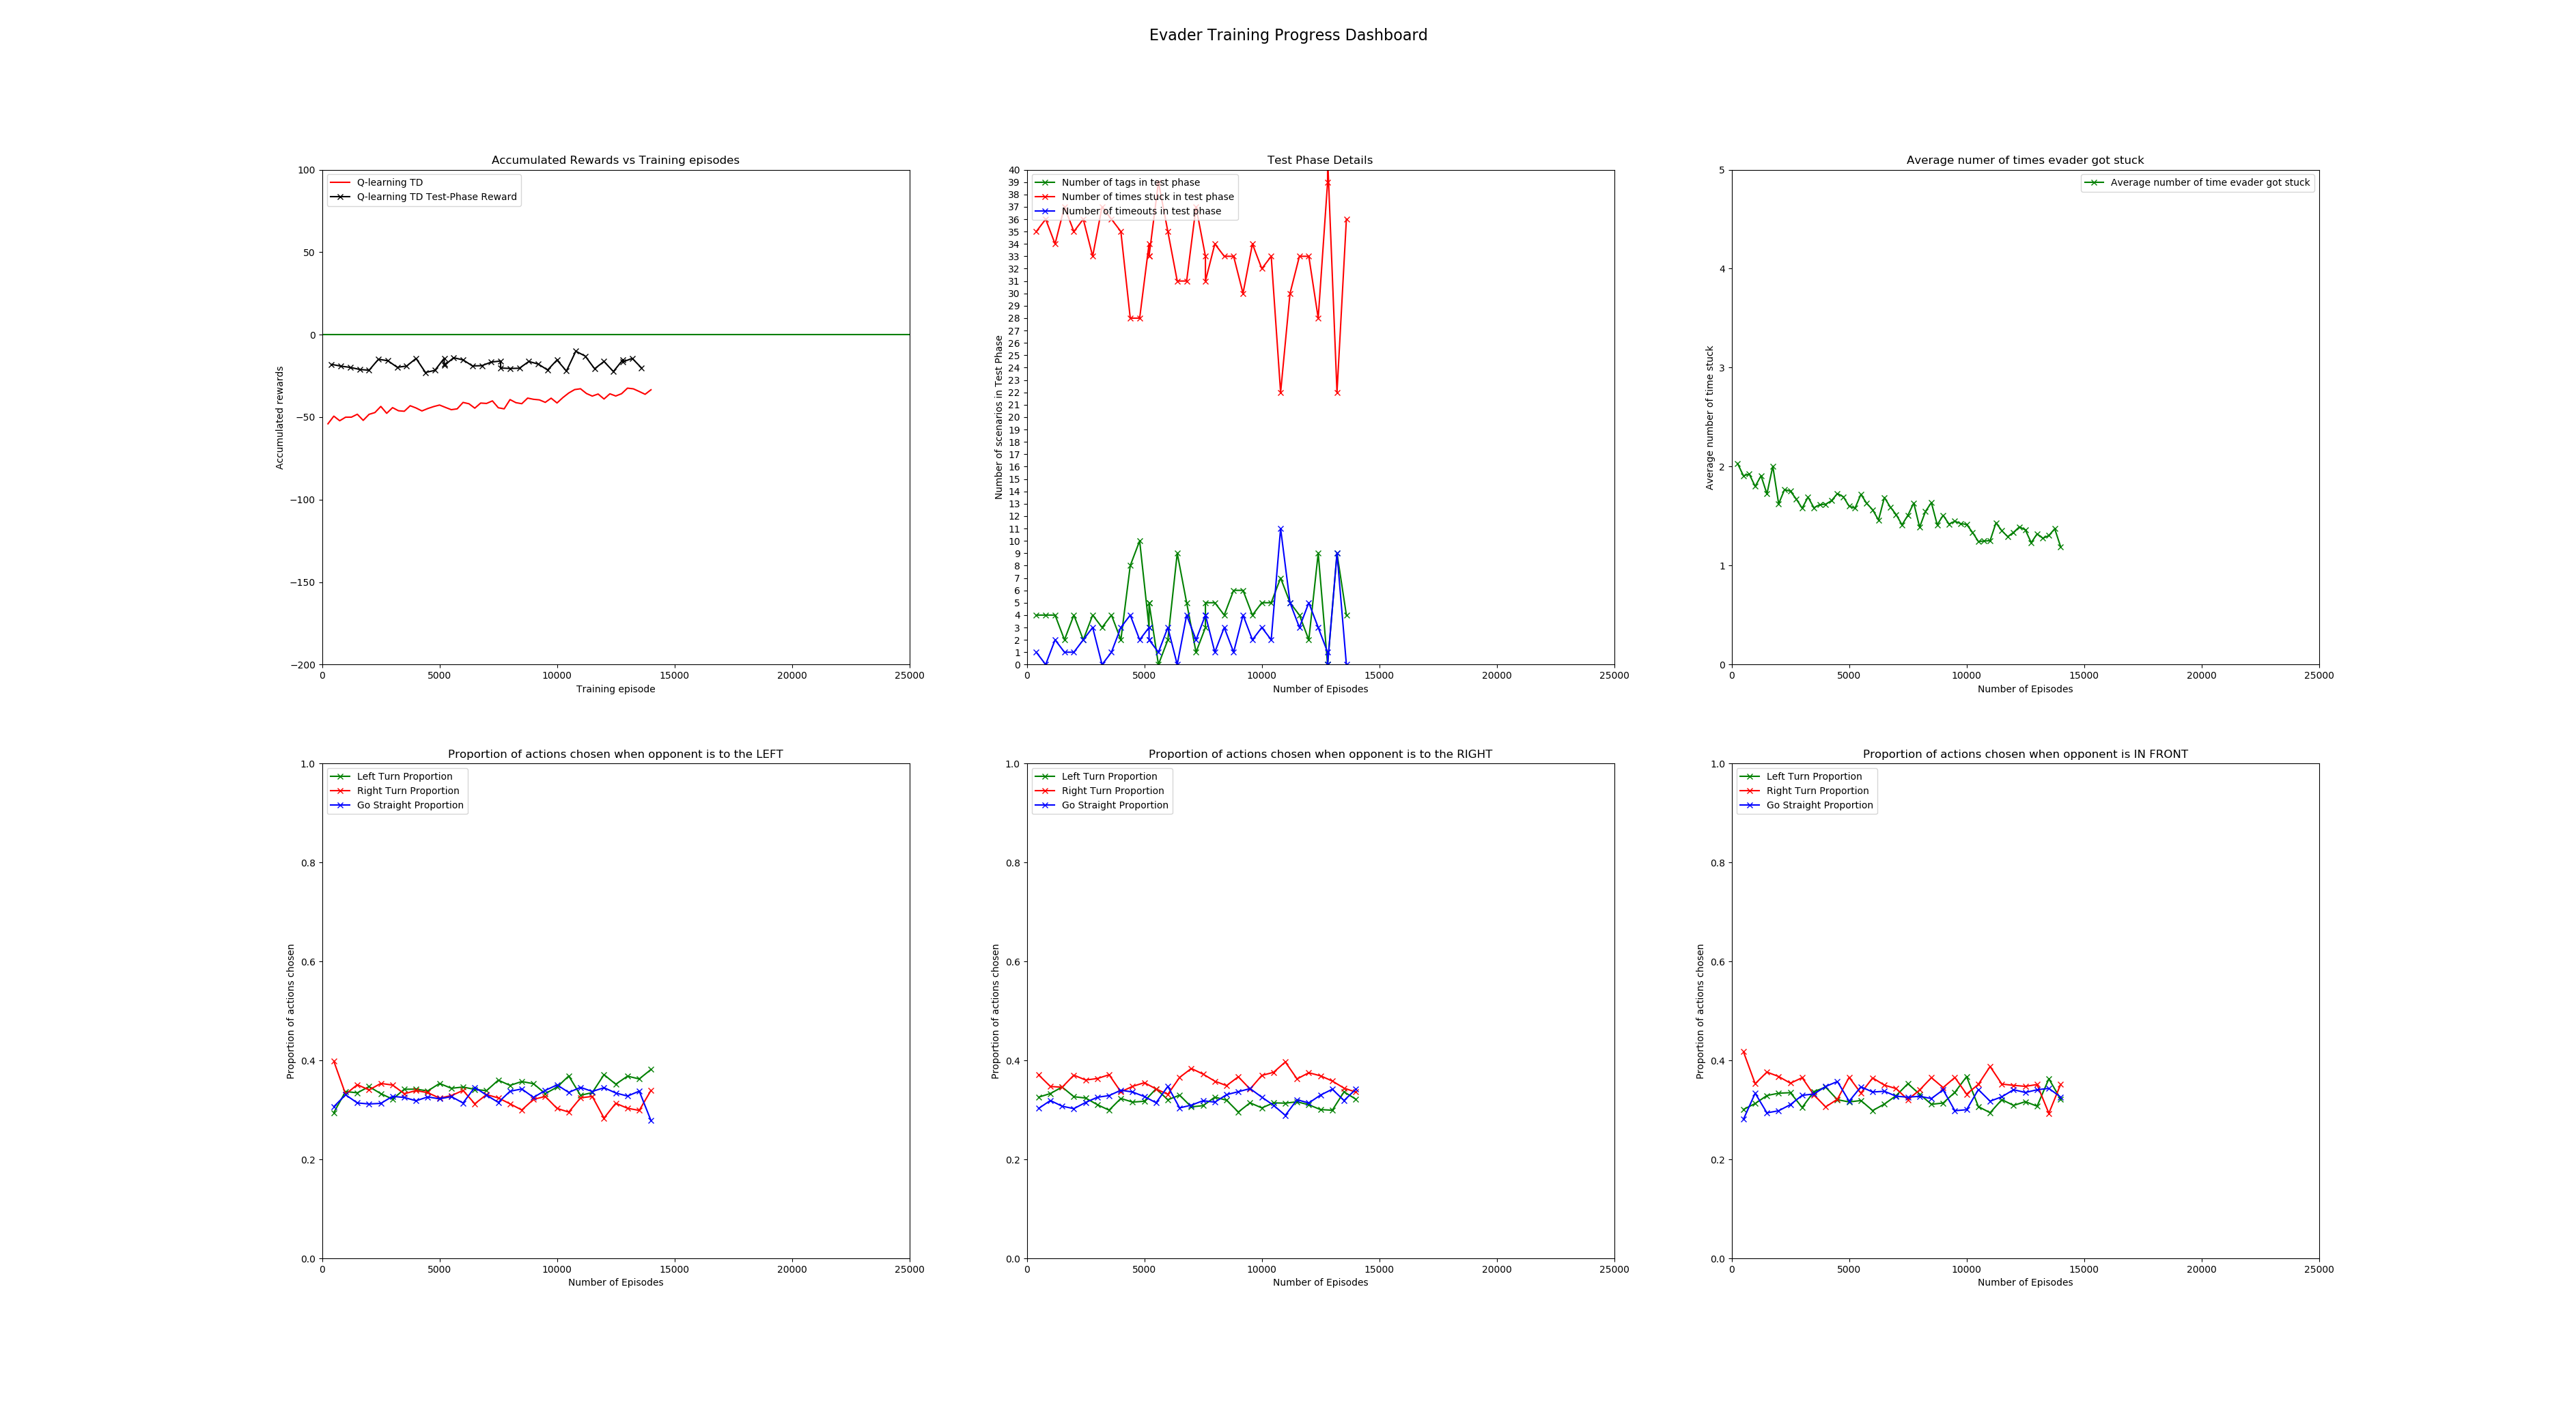 Evader Training Progress Dashboard
Accumulated Rewards vs Training episodes
100
50
0
−50
−100
−150
−200
Accumulated rewards
Q-learning TD
Q-learning TD Test-Phase Reward
0 5000 10000 15000 20000 25000
Training episode
Test Phase Details
40
39
38
37
36
35
34
33
32
31
30
29
28
27
26
25
24
23
22
21
20
19
18
17
16
15
14
13
12
11
10
9
8
7
6
5
4
3
2
1
0
Number of scenarios in Test Phase
Number of tags in test phase
Number of times stuck in test phase
Number of timeouts in test phase
0 5000 10000 15000 20000 25000
Number of Episodes
Average numer of times evader got stuck
5
4
3
2
1
0
Average number of time stuck
Average number of time evader got stuck
0 5000 10000 15000 20000 25000
Number of Episodes
Proportion of actions chosen when opponent is to the LEFT
1.0
0.8
0.6
0.4
0.2
0.0
Proportion of actions chosen
Left Turn Proportion
Right Turn Proportion
Go Straight Proportion
0 5000 10000 15000 20000 25000
Number of Episodes
Proportion of actions chosen when opponent is to the RIGHT
1.0
0.8
0.6
0.4
0.2
0.0
Proportion of actions chosen
Left Turn Proportion
Right Turn Proportion
Go Straight Proportion
0 5000 10000 15000 20000 25000
Number of Episodes
Proportion of actions chosen when opponent is IN FRONT
1.0
0.8
0.6
0.4
0.2
0.0
Proportion of actions chosen
Left Turn Proportion
Right Turn Proportion
Go Straight Proportion
0 5000 10000 15000 20000 25000
Number of Episodes